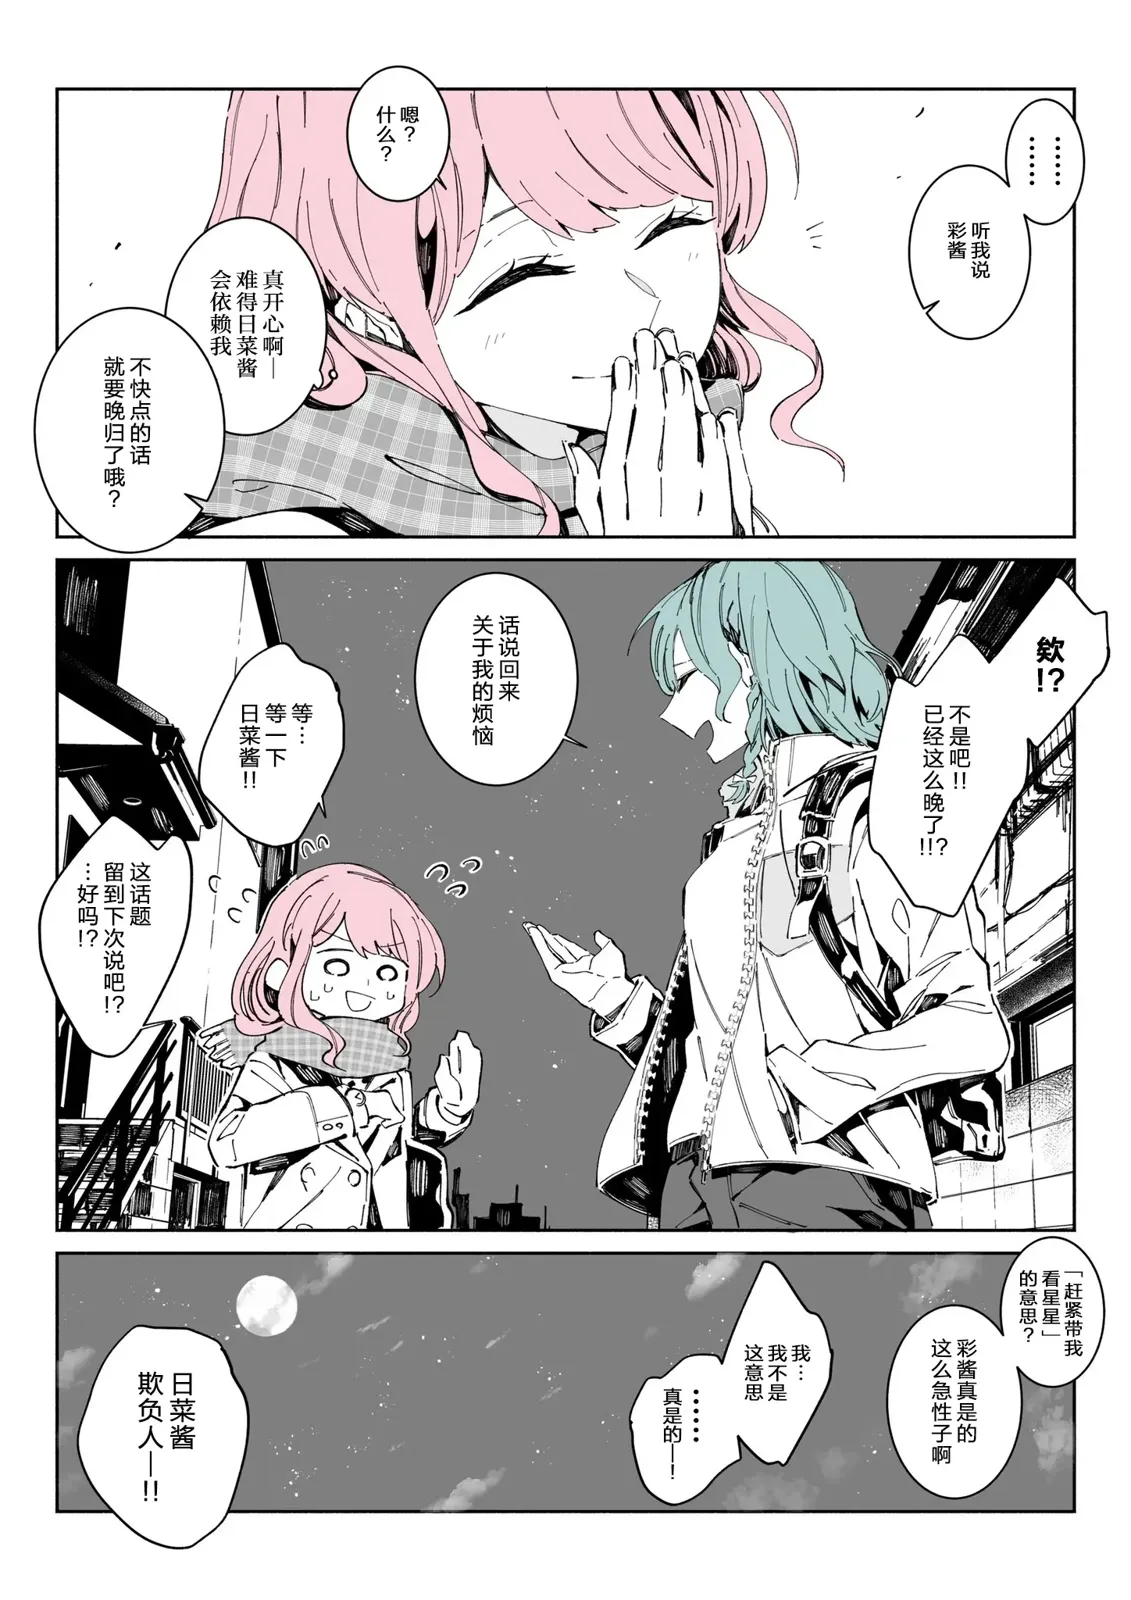 ……
……
听我说
彩酱
嗯？
什么？
真开心啊—
难得日菜酱
会依赖我
不快点的话
就要晚归了哦？
欸!?
不是吧!!
已经这么晚了!!?
话说回来
关于我的烦恼
等…
等一下
日菜酱!!
这话题
留到下次说吧!?
…好吗!?
「赶紧带我
看星星」
的意思？
彩酱真是的
这么急性子啊
我…
我不是
这意思
……
真是的—！
日菜酱
欺负人—!!